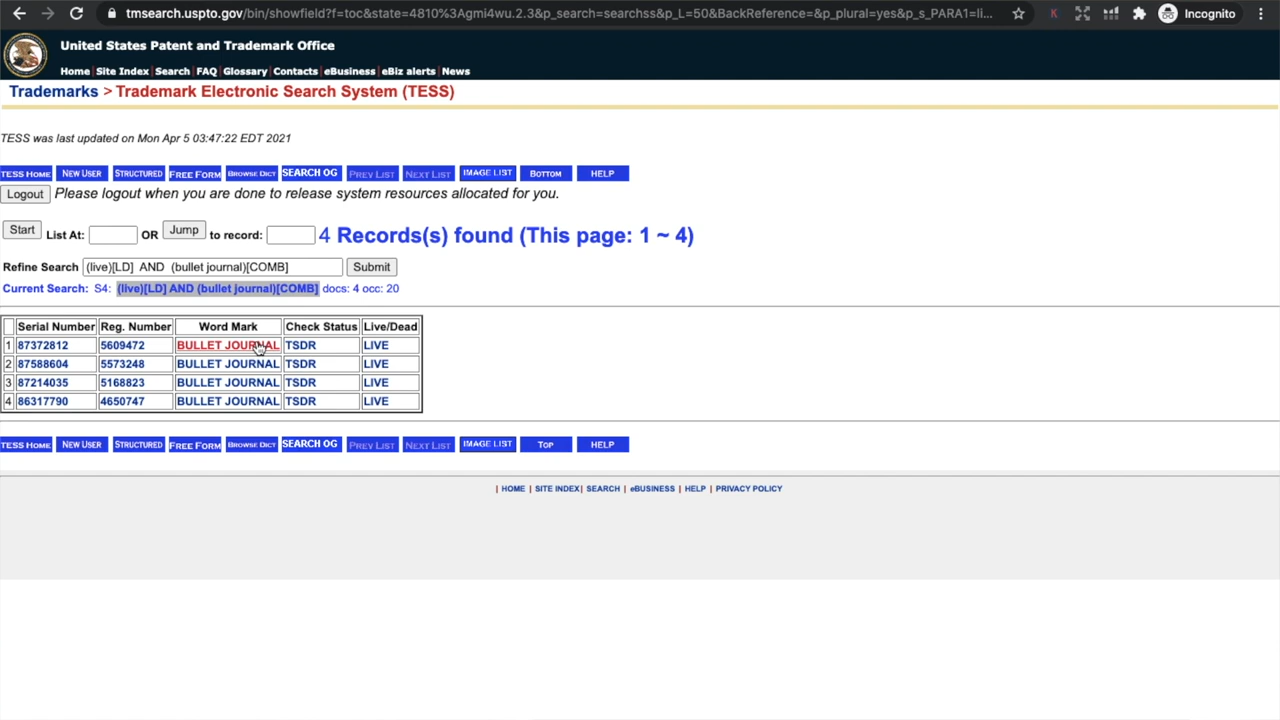 tmsearch.uspto.gov/bin/showfield?f=toc&state=4810%3Agmi4wu.2.3&p_search=searchss&p_L=50&BackReference=&p_plural=yes&p_s_PARA1=li...
K
Incognito
United States Patent and Trademark Office
Home | Site Index | Search | FAQ | Glossary | Contacts | eBusiness | eBiz alerts | News
Trademarks > Trademark Electronic Search System (TESS)
TESS was last updated on Mon Apr 5 03:47:22 EDT 2021
TESS HOME NEW USER STRUCTURED FREE FORM BROWSE DICT SEARCH OG PREV LIST NEXT LIST IMAGE LIST BOTTOM HELP
Logout Please logout when you are done to release system resources allocated for you.
Start List At: OR Jump to record: 4 Records(s) found (This page: 1 ~ 4)
Refine Search (live)[LD] AND (bullet journal)[COMB] Submit
Current Search: S4: (live)[LD] AND (bullet journal)[COMB] docs: 4 occ: 20
Serial Number Reg. Number Word Mark Check Status Live/Dead
1 87372812 5609472 BULLET JOURNAL TSDR LIVE
2 87588604 5573248 BULLET JOURNAL TSDR LIVE
3 87214035 5168823 BULLET JOURNAL TSDR LIVE
4 86317790 4650747 BULLET JOURNAL TSDR LIVE
TESS HOME NEW USER STRUCTURED FREE FORM BROWSE DICT SEARCH OG PREV LIST NEXT LIST IMAGE LIST TOP HELP
| HOME | SITE INDEX| SEARCH | eBUSINESS | HELP | PRIVACY POLICY